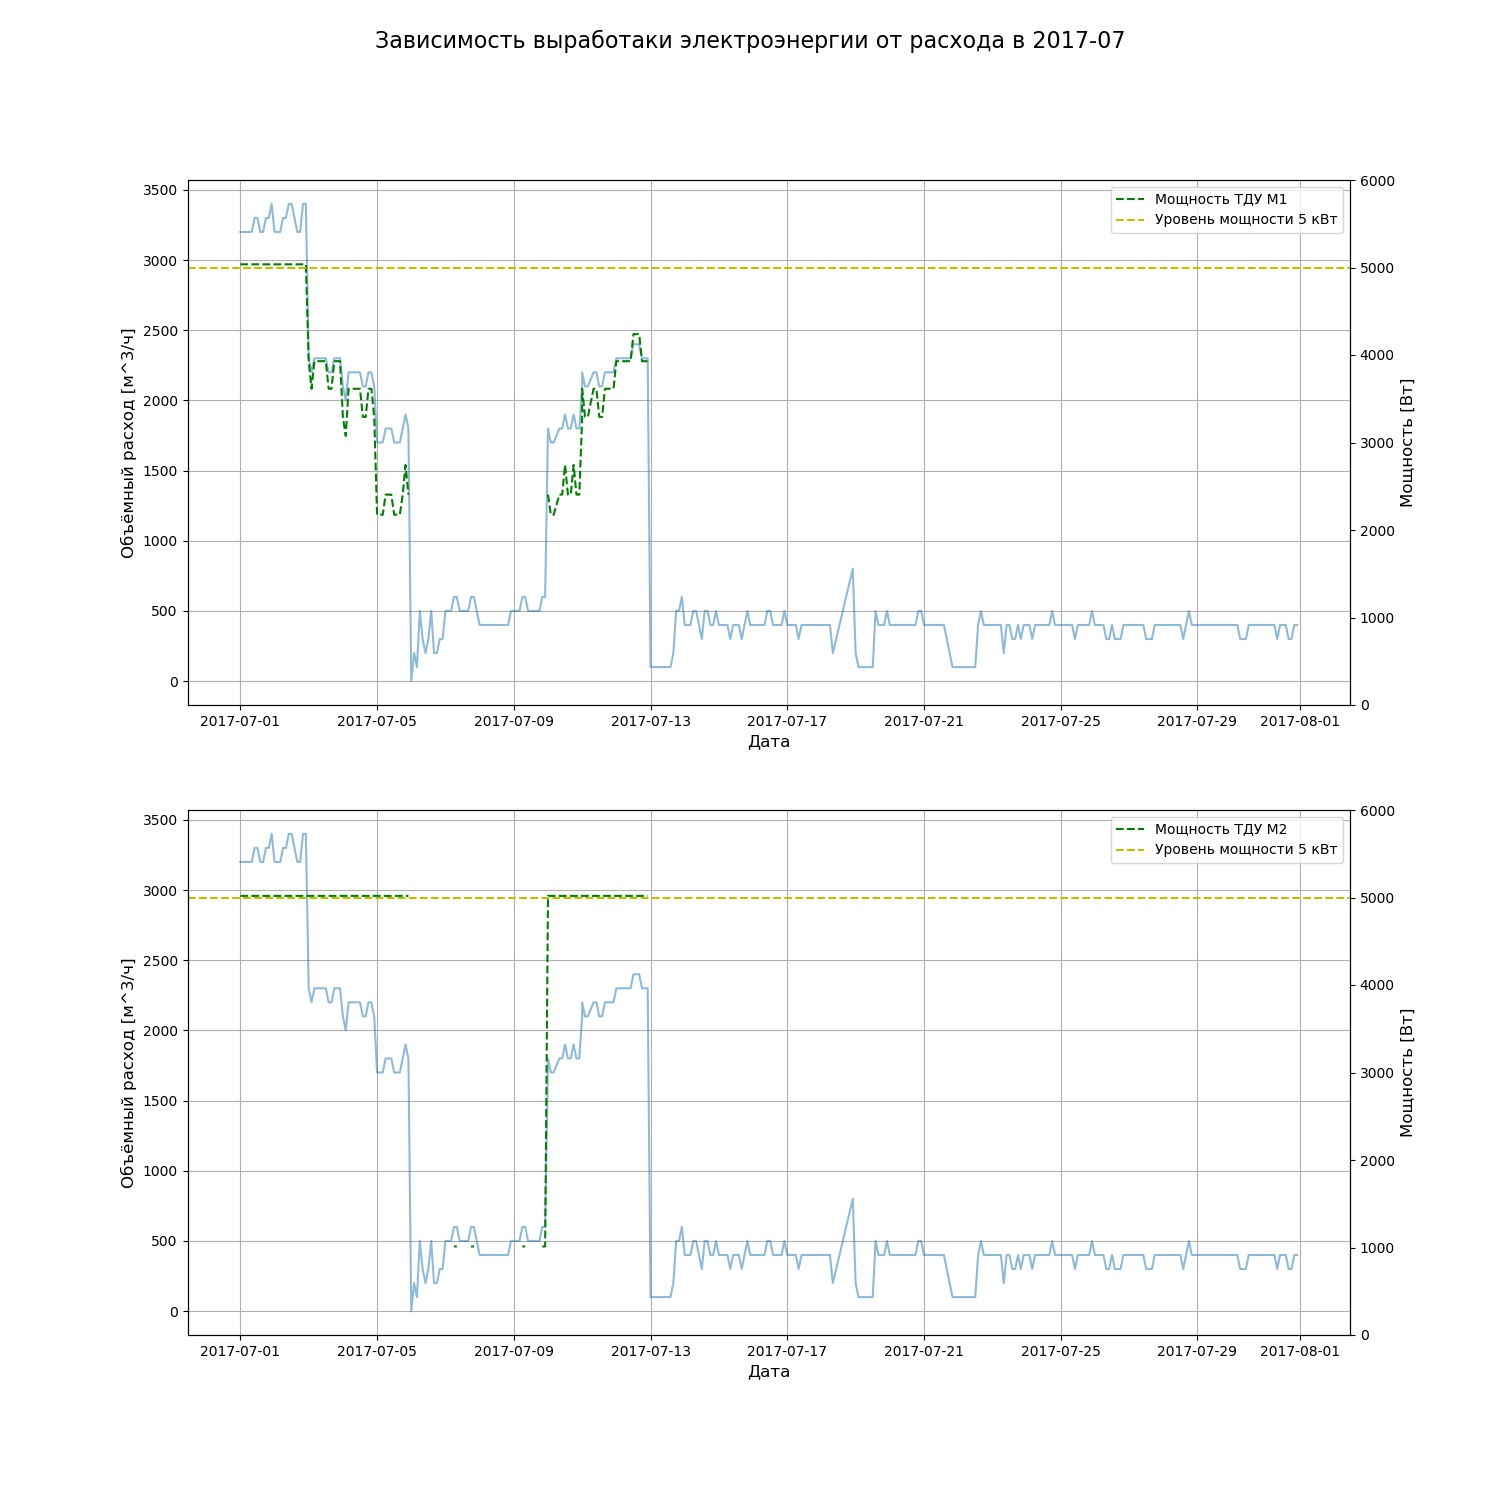 Зависимость выработаки электроэнергии от расхода в 2017-07
3500
3000
2500
2000
1500
1000
500
0
Объёмный расход [м^3/ч]
6000
5000
4000
3000
2000
1000
0
Мощность [Вт]
Мощность ТДУ М1
Уровень мощности 5 кВт
2017-07-01 2017-07-05 2017-07-09 2017-07-13 2017-07-17 2017-07-21 2017-07-25 2017-07-29 2017-08-01
Дата
3500
3000
2500
2000
1500
1000
500
0
Объёмный расход [м^3/ч]
6000
5000
4000
3000
2000
1000
0
Мощность [Вт]
Мощность ТДУ М2
Уровень мощности 5 кВт
2017-07-01 2017-07-05 2017-07-09 2017-07-13 2017-07-17 2017-07-21 2017-07-25 2017-07-29 2017-08-01
Дата